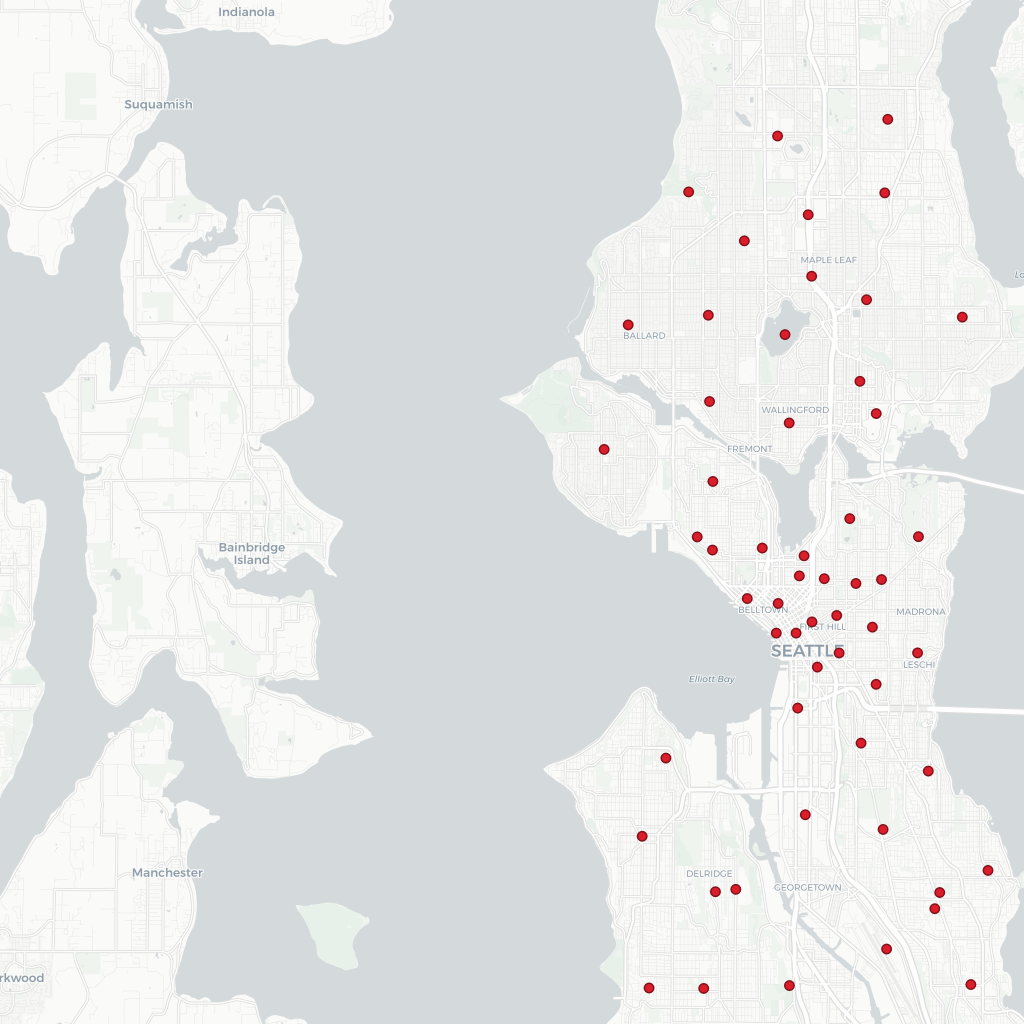 Indianola
Suquamish
MAPLE LEAF
BALLARD
WALLINGFORD
FREMONT
Bainbridge
Island
BELLTOWN
MADRONA
FIRST HILL
SEATTLE
LESCHI
Elliott Bay
Manchester
DELRIDGE
GEORGETOWN
rkwood